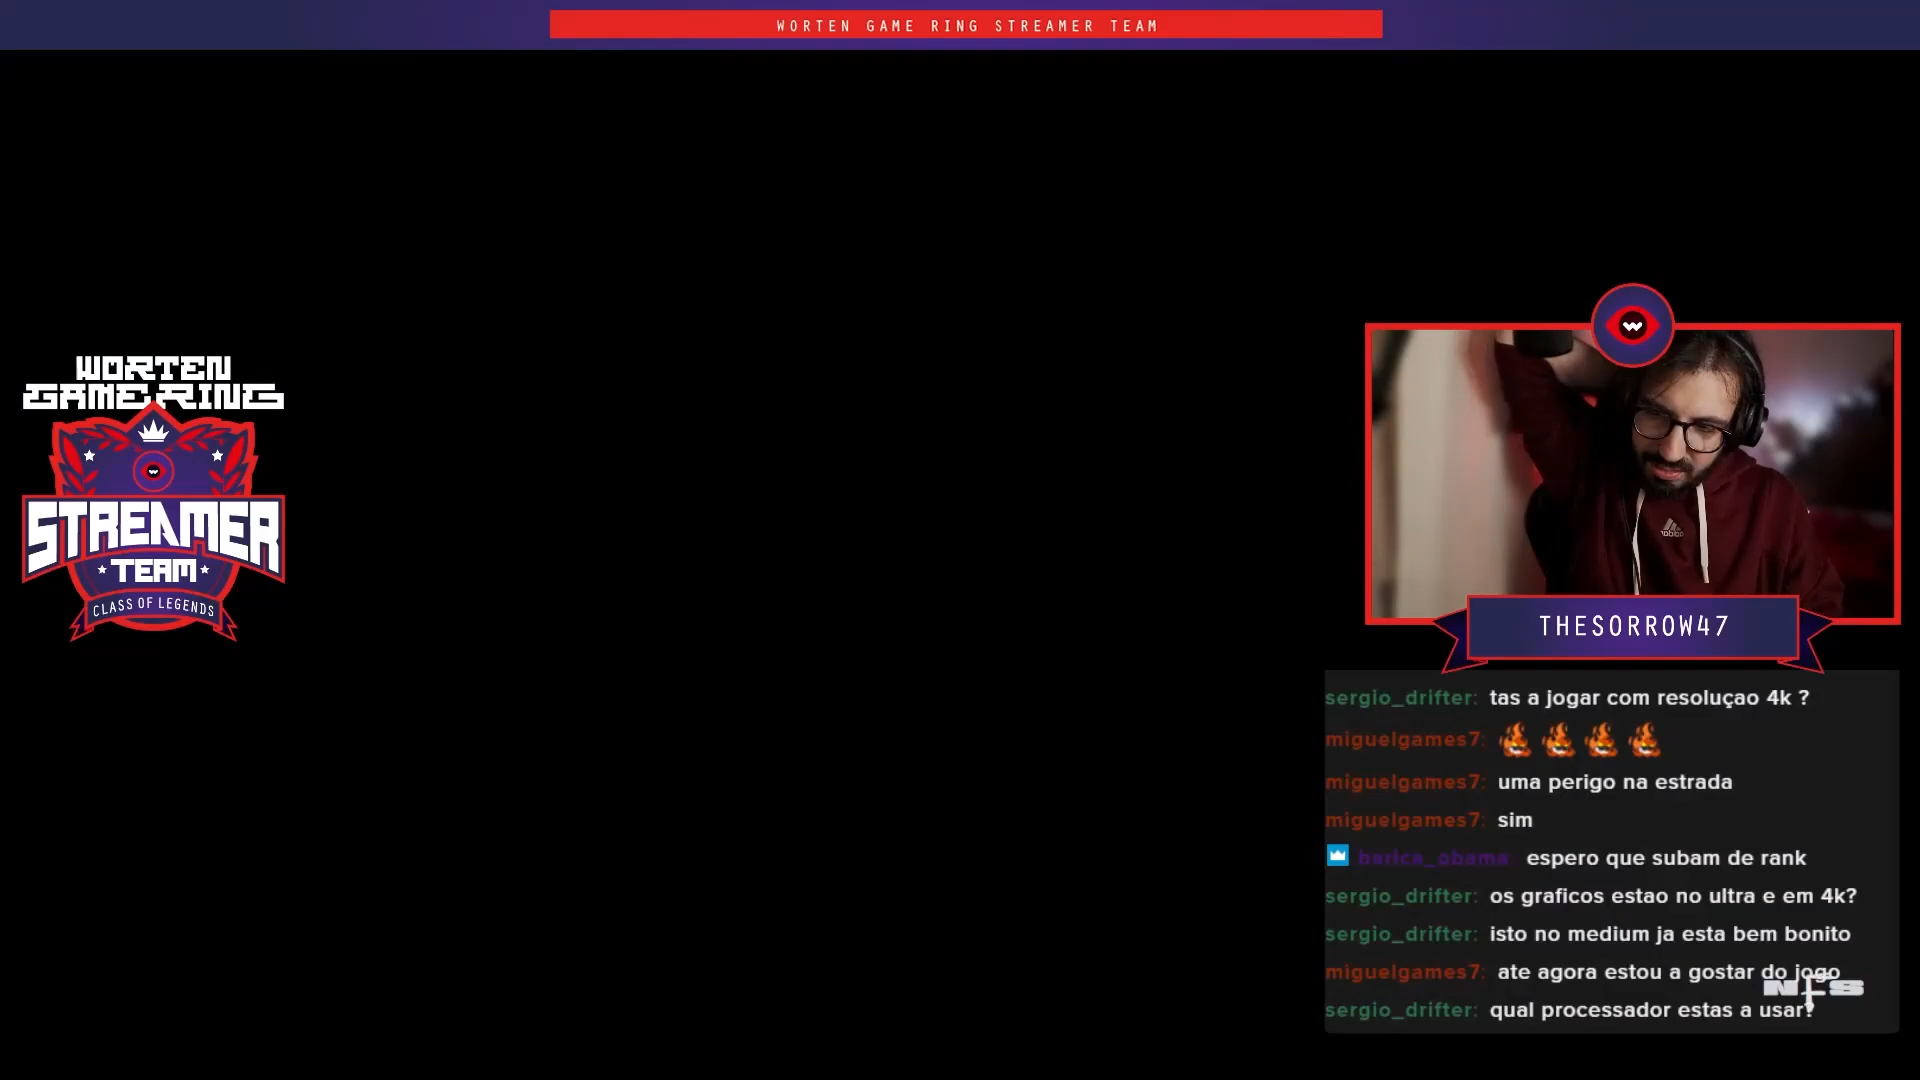 WORTEN GAME RING STREAMER TEAM
WORTEN
GAME RING
STREAMER
TEAM
CLASS OF LEGENDS
adidas
THESORROW47
sergio_drifter: tas a jogar com resoluçao 4k ?
miguelgames7:
miguelgames7: uma perigo na estrada
miguelgames7: sim
barica_obama espero que subam de rank
sergio_drifter: os graficos estao no ultra e em 4k?
sergio_drifter: isto no medium ja esta bem bonito
miguelgames7: ate agora estou a gostar do jogo
NFS
sergio_drifter: qual processador estas a usar?